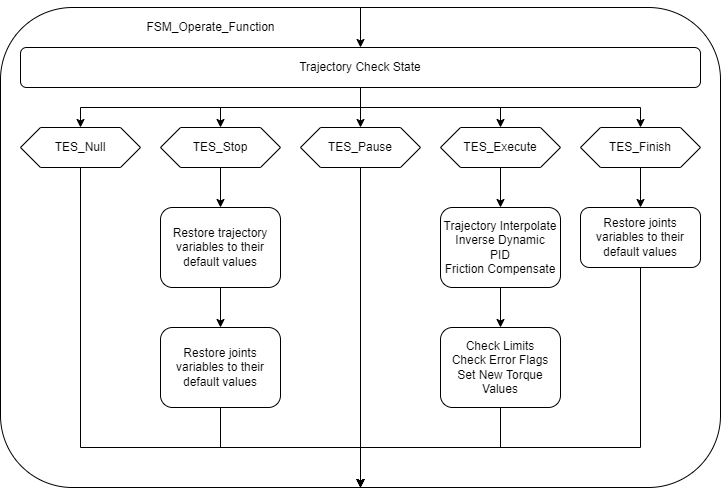 FSM_Operate_Function
Trajectory Check State
TES_Null
TES_Stop
TES_Pause
TES_Execute
TES_Finish
Restore trajectory
variables to their
default values
Trajectory Interpolate
Inverse Dynamic
PID
Friction Compensate
Restore joints
variables to their
default values
Restore joints
variables to their
default values
Check Limits
Check Error Flags
Set New Torque
Values